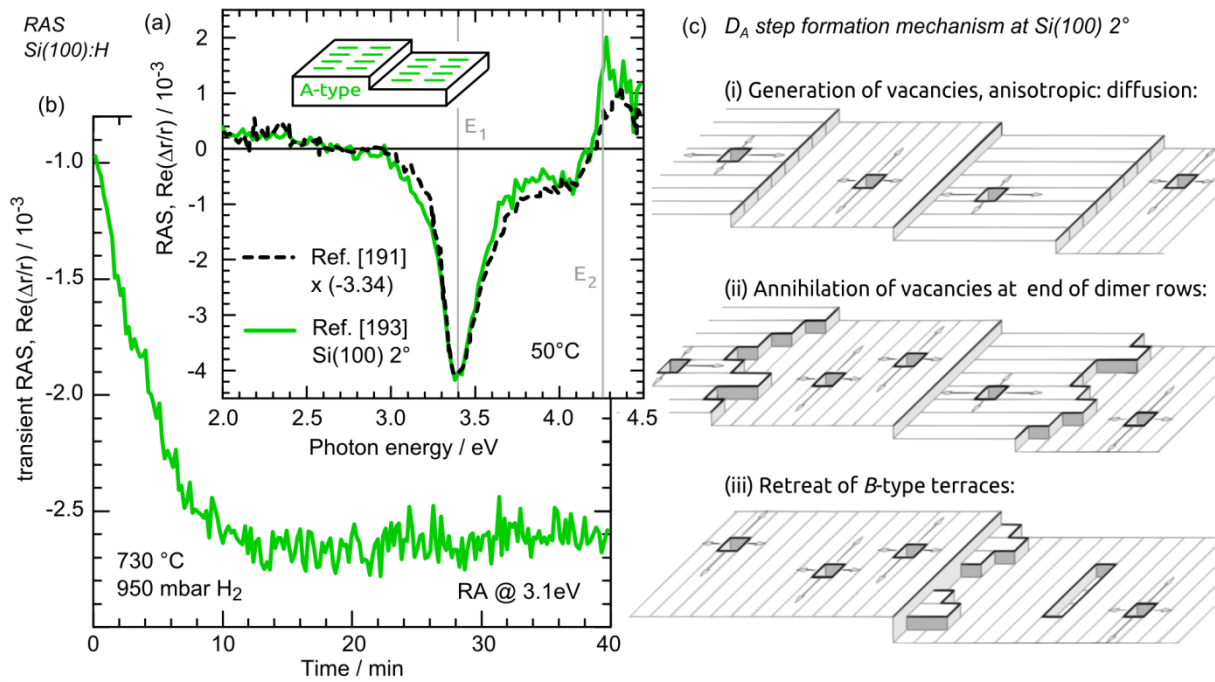 RAS
Si(100):H
(a)
RAS, Re(Δr/r) / 10⁻³
2
1
0
-1
-2
-3
-4
A-type
E₁
E₂
Ref. [191]
x (-3.34)
Ref. [193]
Si(100) 2°
50°C
2.0 2.5 3.0 3.5 4.0 4.5
Photon energy / eV
(b)
transient RAS, Re(Δr/r) / 10⁻³
-1.0
-1.5
-2.0
-2.5
730 °C
950 mbar H₂
RA @ 3.1eV
0 10 20 30 40
Time / min
(c) D_A step formation mechanism at Si(100) 2°
(i) Generation of vacancies, anisotropic: diffusion:
(ii) Annihilation of vacancies at end of dimer rows:
(iii) Retreat of B-type terraces: